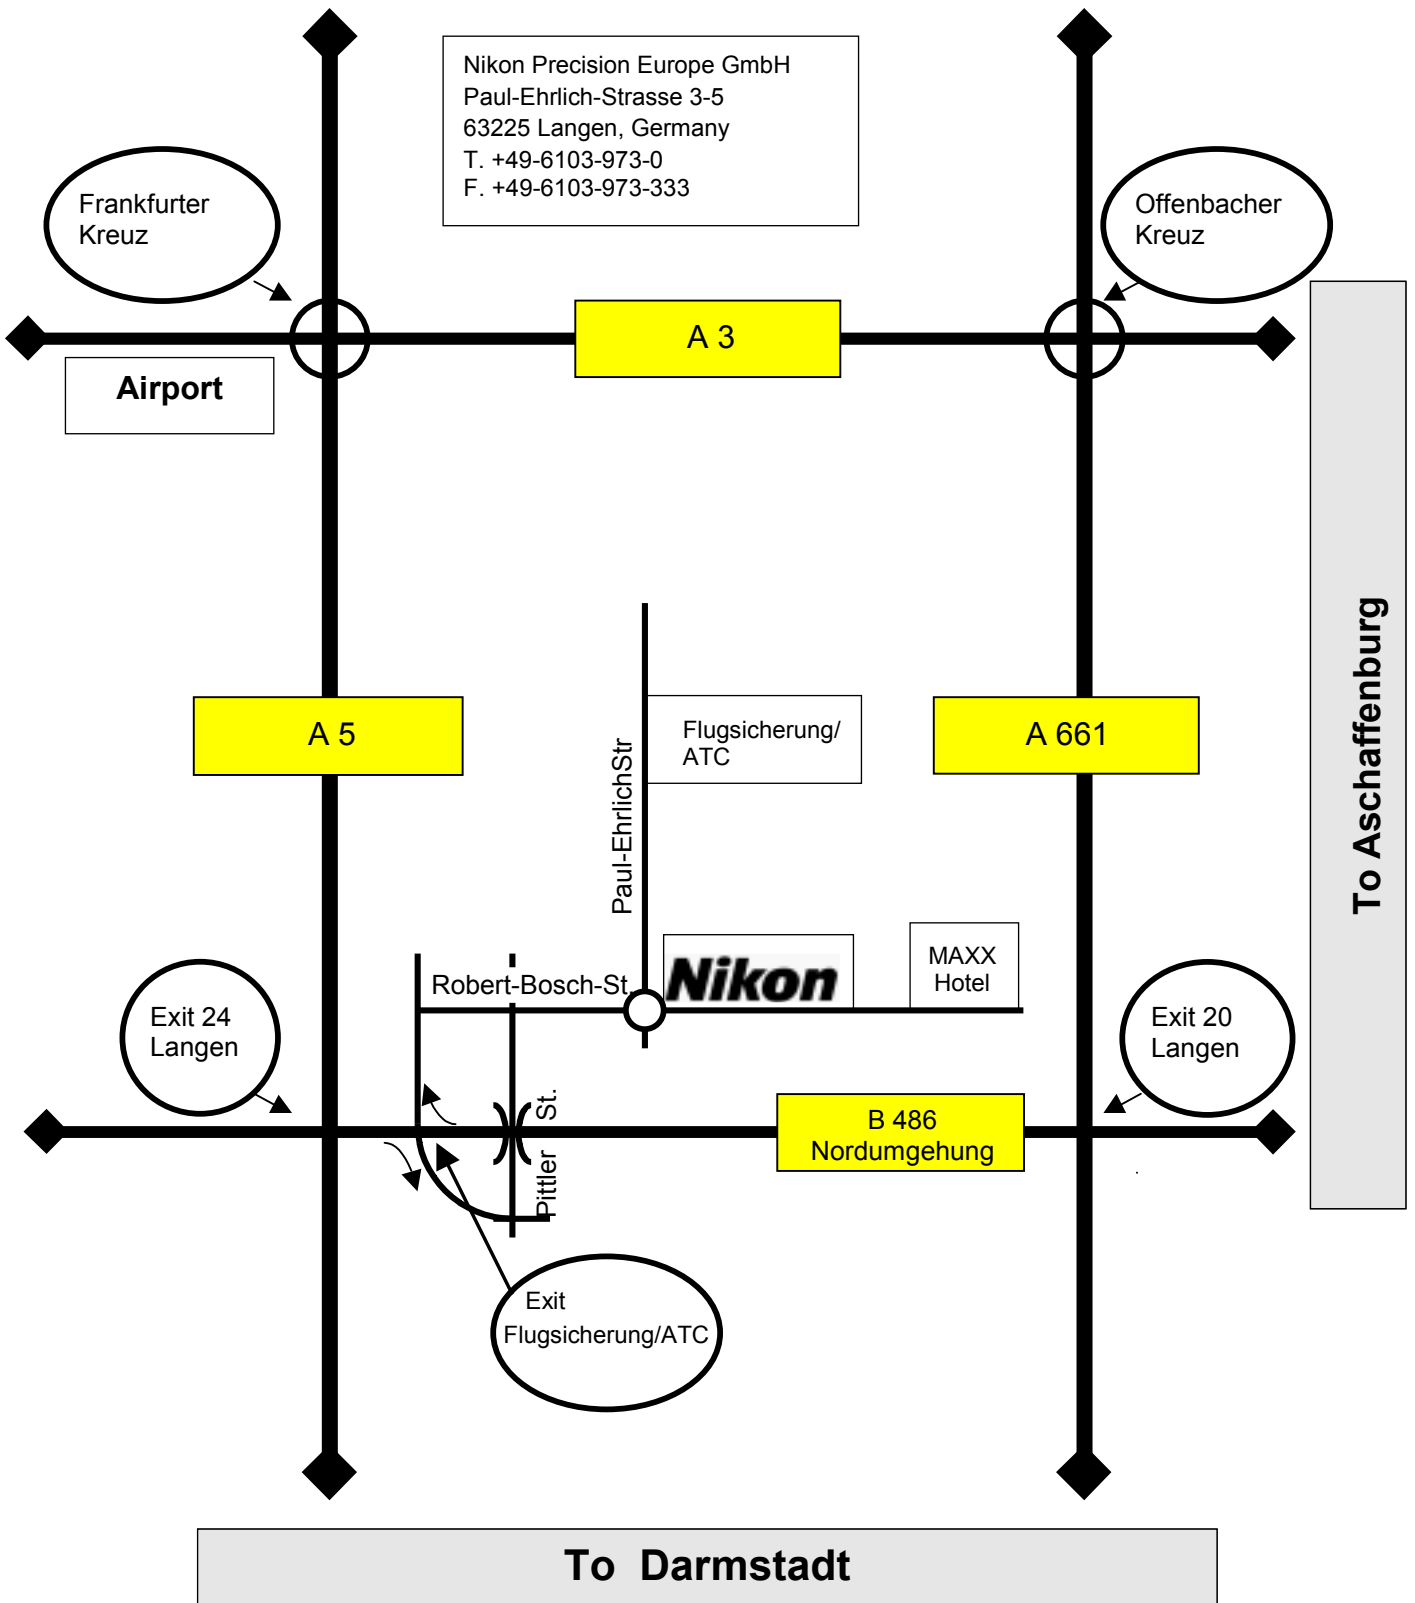 Nikon Precision Europe GmbH
Paul-Ehrlich-Strasse 3-5
63225 Langen, Germany
T. +49-6103-973-0
F. +49-6103-973-333
Frankfurter
Kreuz
Offenbacher
Kreuz
A 3
Airport
To Aschaffenburg
A 5
Paul-EhrlichStr
Flugsicherung/
ATC
A 661
Robert-Bosch-St.
Nikon
MAXX
Hotel
Exit 24
Langen
Exit 20
Langen
Pittler St.
B 486
Nordumgehung
Exit
Flugsicherung/ATC
To Darmstadt